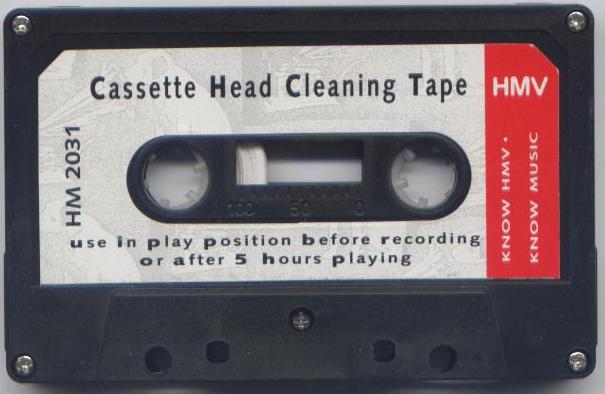 Cassette Head Cleaning Tape
HMV
HM 2031
100 50 0
use in play position before recording
or after 5 hours playing
KNOW HMV •
KNOW MUSIC